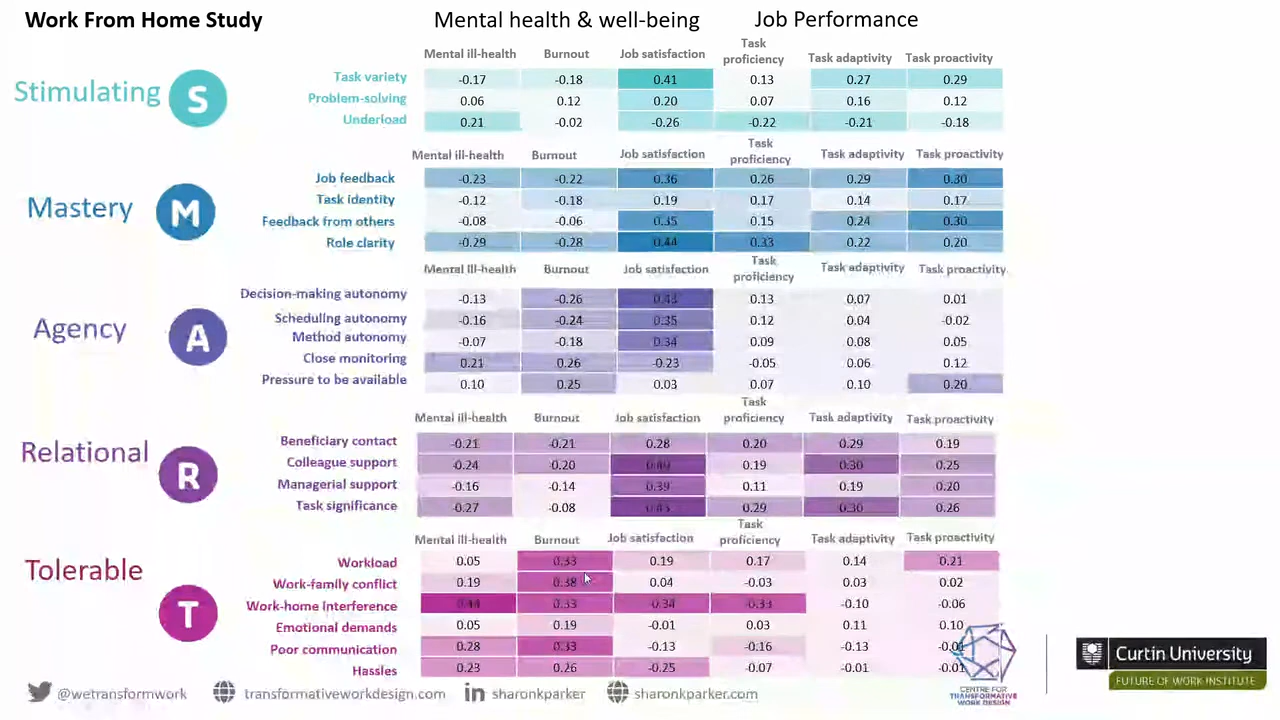 Work From Home Study
Mental health & well-being Job Performance
Mental ill-health Burnout Job satisfaction Task proficiency Task adaptivity Task proactivity
Stimulating S
Task variety -0.17 -0.18 0.41 0.13 0.27 0.29
Problem-solving 0.06 0.12 0.20 0.07 0.16 0.12
Underload 0.21 -0.02 -0.26 -0.22 -0.21 -0.18
Mental ill-health Burnout Job satisfaction Task proficiency Task adaptivity Task proactivity
Mastery M
Job feedback -0.23 -0.22 0.36 0.26 0.29 0.30
Task identity -0.12 -0.18 0.19 0.17 0.14 0.17
Feedback from others -0.08 -0.06 0.35 0.15 0.24 0.30
Role clarity -0.29 -0.28 0.44 0.33 0.22 0.20
Mental ill-health Burnout Job satisfaction Task proficiency Task adaptivity Task proactivity
Agency A
Decision-making autonomy -0.13 -0.26 0.43 0.13 0.07 0.01
Scheduling autonomy -0.16 -0.24 0.35 0.12 0.04 -0.02
Method autonomy -0.07 -0.18 0.34 0.09 0.08 0.05
Close monitoring 0.21 0.26 -0.23 -0.05 0.06 0.12
Pressure to be available 0.10 0.25 0.03 0.07 0.10 0.20
Mental ill-health Burnout Job satisfaction Task proficiency Task adaptivity Task proactivity
Relational R
Beneficiary contact -0.21 -0.21 0.28 0.20 0.29 0.19
Colleague support -0.24 -0.20 0.19 0.30 0.25
Managerial support -0.16 -0.14 0.39 0.11 0.19 0.20
Task significance -0.27 -0.08 0.29 0.30 0.26
Mental ill-health Burnout Job satisfaction Task proficiency Task adaptivity Task proactivity
Tolerable T
Workload 0.05 0.33 0.19 0.17 0.14 0.21
Work-family conflict 0.19 0.38 0.04 -0.03 0.03 0.02
Work-home Interference 0.44 0.33 -0.34 -0.33 -0.10 -0.06
Emotional demands 0.05 0.19 -0.01 0.03 0.11 0.10
Poor communication 0.28 0.33 -0.13 -0.16 -0.13 -0.01
Hassles 0.23 0.26 -0.25 -0.07 -0.01 -0.01
@wetransformwork transformativeworkdesign.com in sharonkparker sharonkparker.com
CENTRE FOR
TRANSFORMATIVE
WORK DESIGN
Curtin University
FUTURE OF WORK INSTITUTE